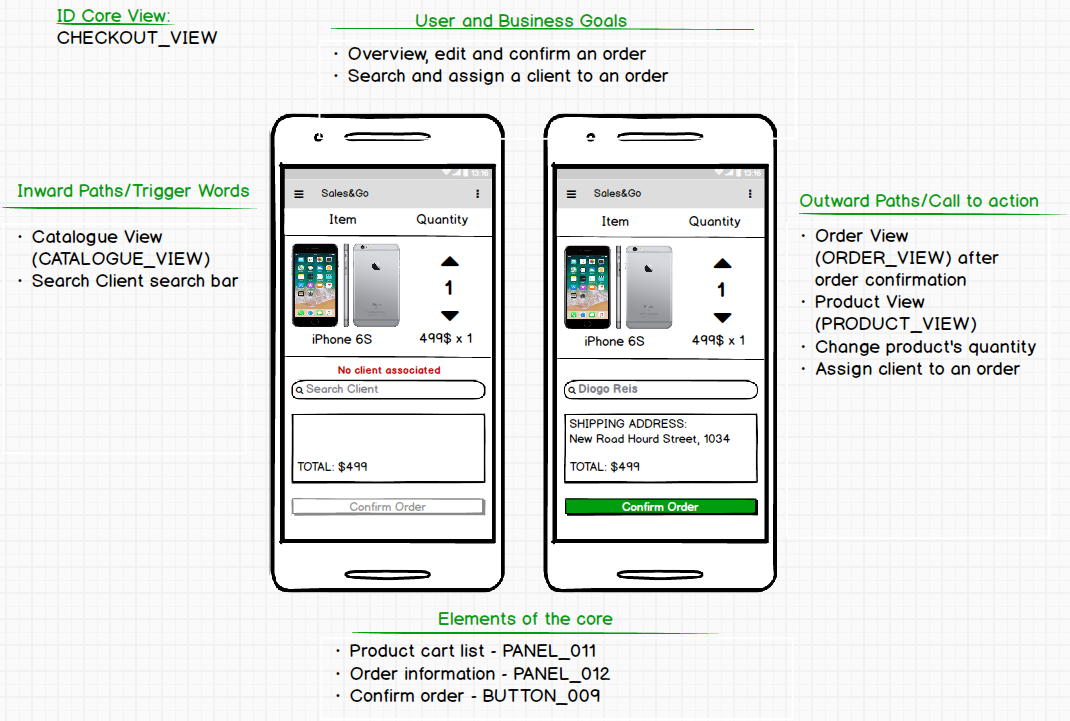 ID Core View:
CHECKOUT_VIEW
User and Business Goals
· Overview, edit and confirm an order
· Search and assign a client to an order
Inward Paths/Trigger Words
· Catalogue View
(CATALOGUE_VIEW)
· Search Client search bar
13:16
Sales&Go
Item Quantity
1
iPhone 6S 499$ x 1
No client associated
Search Client
TOTAL: $499
Confirm Order
13:16
Sales&Go
Item Quantity
1
iPhone 6S 499$ x 1
Diogo Reis
SHIPPING ADDRESS:
New Road Hourd Street, 1034
TOTAL: $499
Confirm Order
Outward Paths/Call to action
· Order View
(ORDER_VIEW) after
order confirmation
· Product View
(PRODUCT_VIEW)
· Change product's quantity
· Assign client to an order
Elements of the core
· Product cart list - PANEL_011
· Order information - PANEL_012
· Confirm order - BUTTON_009